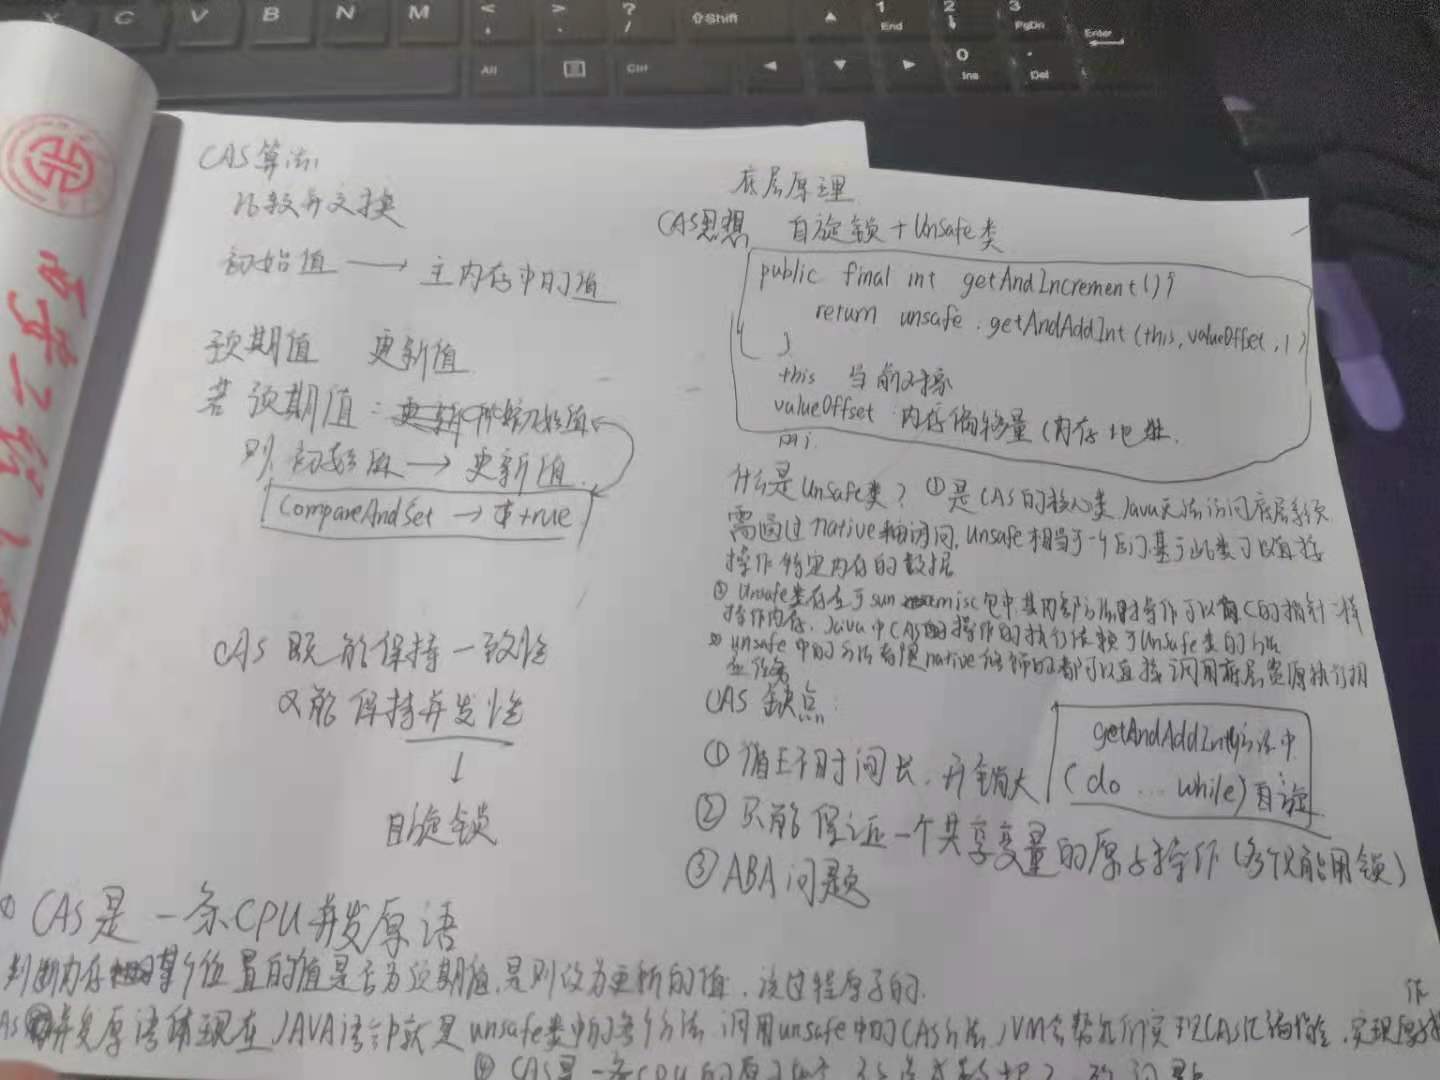 C V B N M < > ? ⇧Shift 1 End 2 3 PgDn Enter
Alt Ctrl 0 Ins . Del
CAS算法:
比较并交换
初始值 → 主内存中的值
预期值 更新值
若 预期值 = 初始值
则 初始值 → 更新值
CompareAndSet → true
CAS 既能保持一致性
又能保持并发性
↓
自旋锁
底层原理
CAS思想 自旋锁 + Unsafe类
public final int getAndIncrement(){
return unsafe.getAndAddInt(this, valueOffset, 1)
}
this 当前对象
valueOffset 内存偏移量(内存地址
什么是Unsafe类? ①是CAS的核心类 Java无法访问底层系统
需通过native 访问, Unsafe相当于一个后门,基于此类可以直接
操作特定内存的数据
② Unsafe类存在于sun misc包中,其内部方法 操作可以 C的指针一样
操作内存, Java中CAS 操作的执行依赖于Unsafe类的方法
③ Unsafe中的方法 native修饰的 都可以直接调用底层资源执行相
应任务
CAS 缺点:
① 循环时间长, 开销大
getAndAddInt方法中
(do ... while) 自旋
② 只能保证一个共享变量的原子操作(多个只能用锁)
③ ABA问题
CAS是一条CPU并发原语
判断内存某个位置的值是否为预期值,是则改为更新的值,该过程原子的.
并发原语体现在JAVA语言中就是unsafe类中的各个方法 调用unsafe中的CAS方法, JVM会帮我们实现CAS汇编指令,实现原子
作
④ CAS是一条CPU的原子